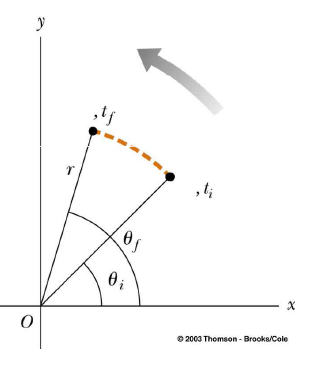 y
, t_f
r
, t_i
θ_f
θ_i
x
O
© 2003 Thomson - Brooks/Cole